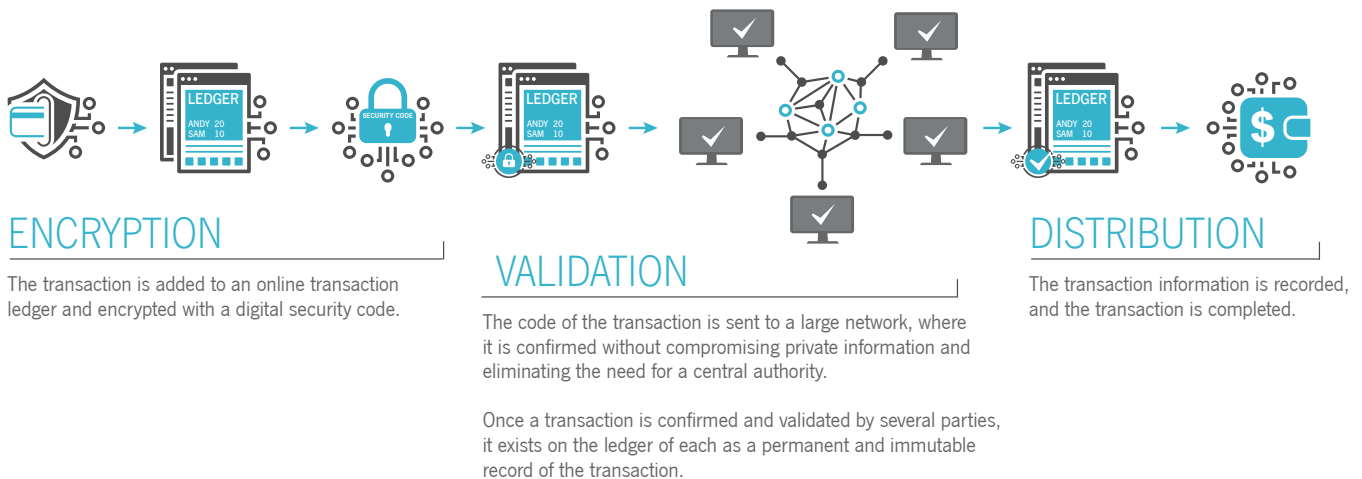 LEDGER
ANDY 20
SAM 10
SECURITY CODE
LEDGER
ANDY 20
SAM 10
LEDGER
ANDY 20
SAM 10
$
ENCRYPTION
The transaction is added to an online transaction
ledger and encrypted with a digital security code.
VALIDATION
The code of the transaction is sent to a large network, where
it is confirmed without compromising private information and
eliminating the need for a central authority.
Once a transaction is confirmed and validated by several parties,
it exists on the ledger of each as a permanent and immutable
record of the transaction.
DISTRIBUTION
The transaction information is recorded,
and the transaction is completed.